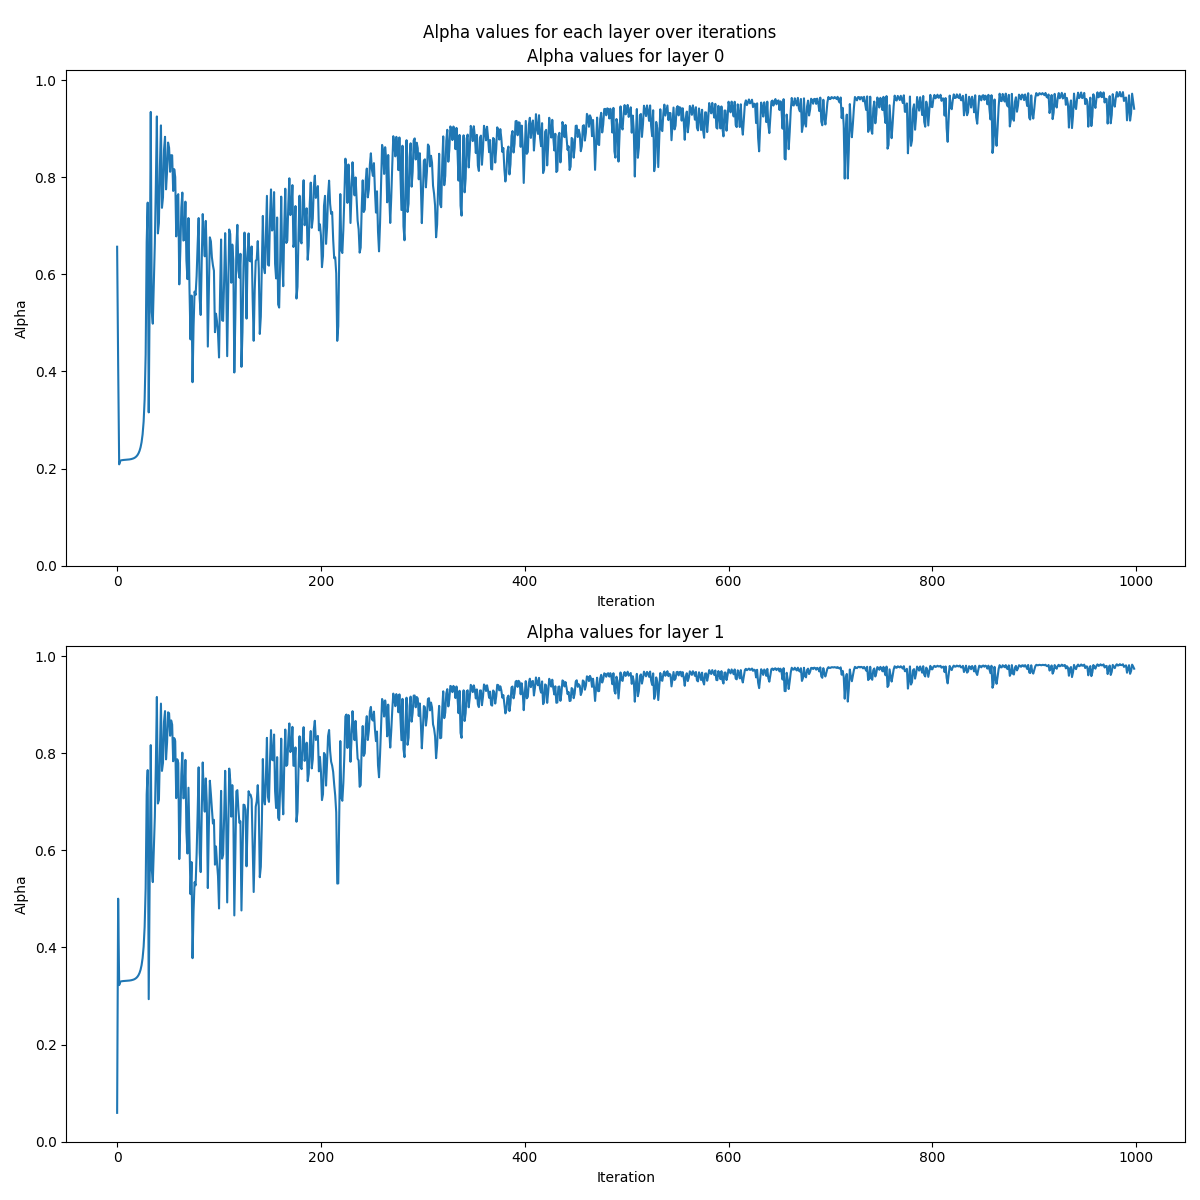 Alpha values for each layer over iterations
Alpha values for layer 0
1.0
0.8
0.6
0.4
0.2
0.0
Alpha
0 200 400 600 800 1000
Iteration
Alpha values for layer 1
1.0
0.8
0.6
0.4
0.2
0.0
Alpha
0 200 400 600 800 1000
Iteration